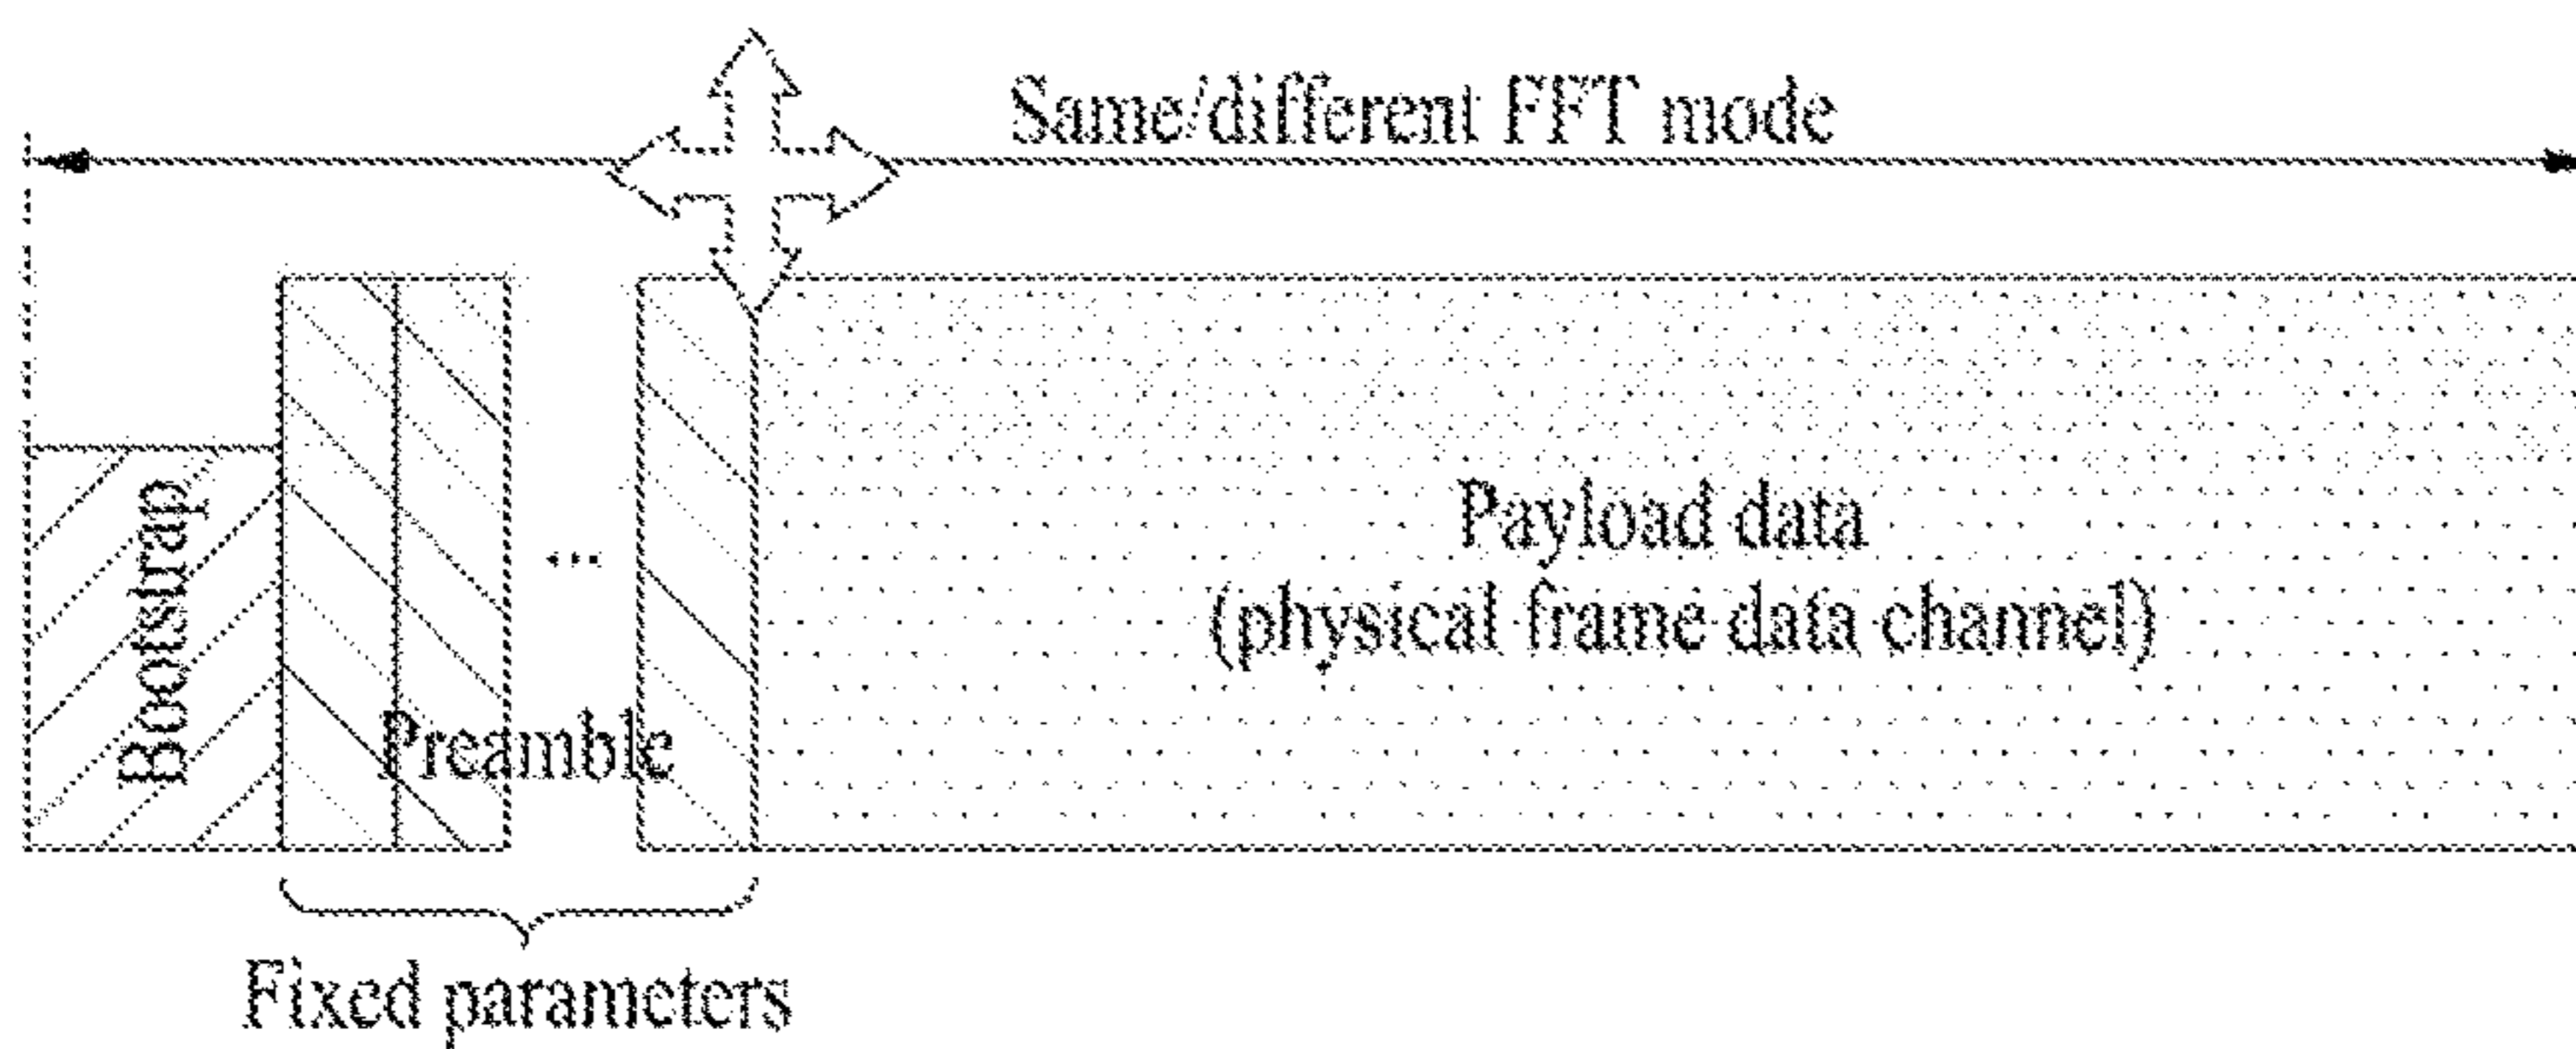 Same/different FFT mode
Bootstrap
Preamble
...
Payload data
(physical frame data channel)
Fixed parameters